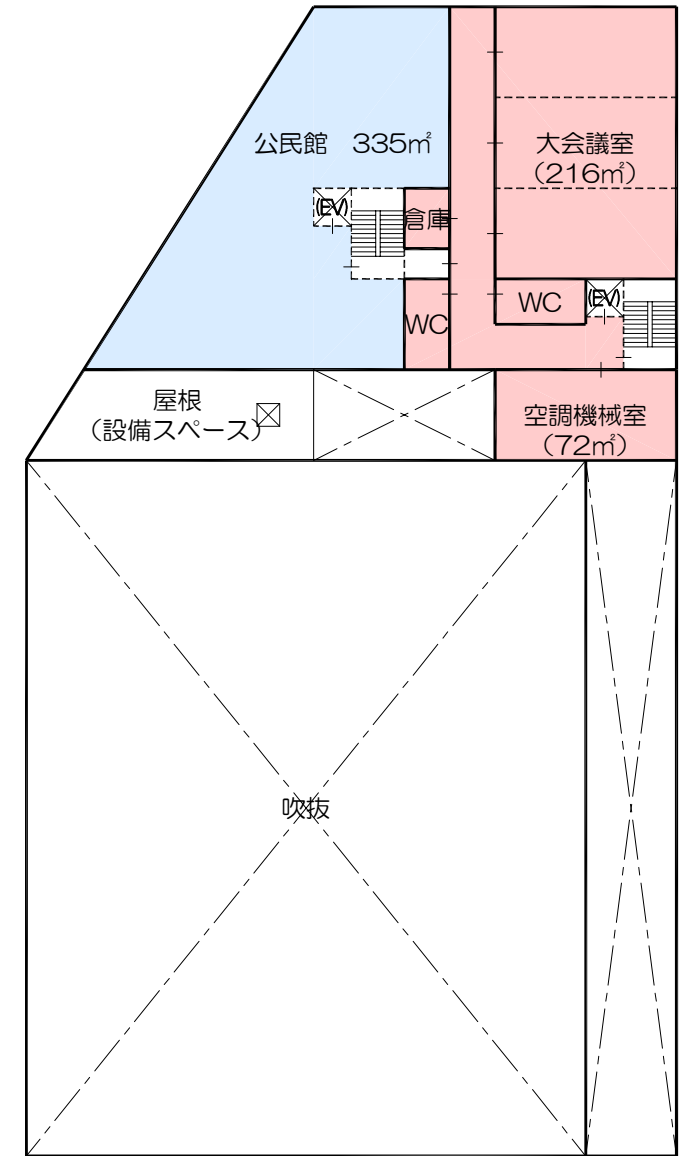 公民館　335㎡
大会議室
（216㎡）
(EV)
倉庫
WC
WC
(EV)
屋根
（設備スペース）
空調機械室
（72㎡）
吹抜